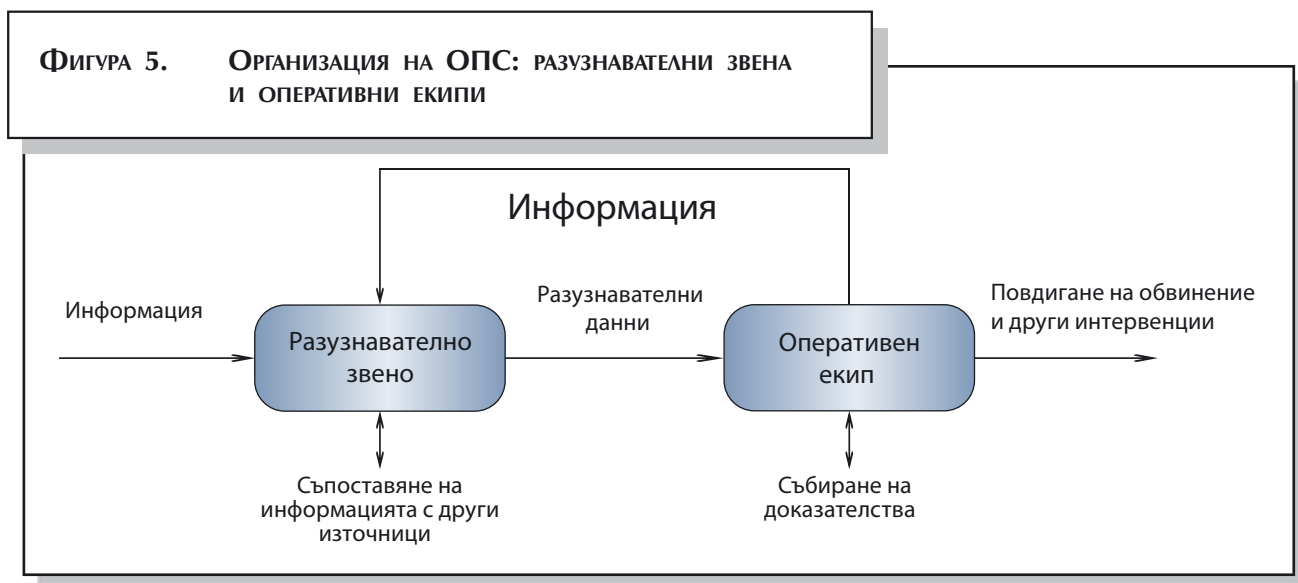 Фигура 5. Организация на ОПС: разузнавателни звена
и оперативни екипи
Информация
Информация
Разузнавателно
звено
Разузнавателни
данни
Оперативен
екип
Повдигане на обвинение
и други интервенции
Съпоставяне на
информацията с други
източници
Събиране на
доказателства